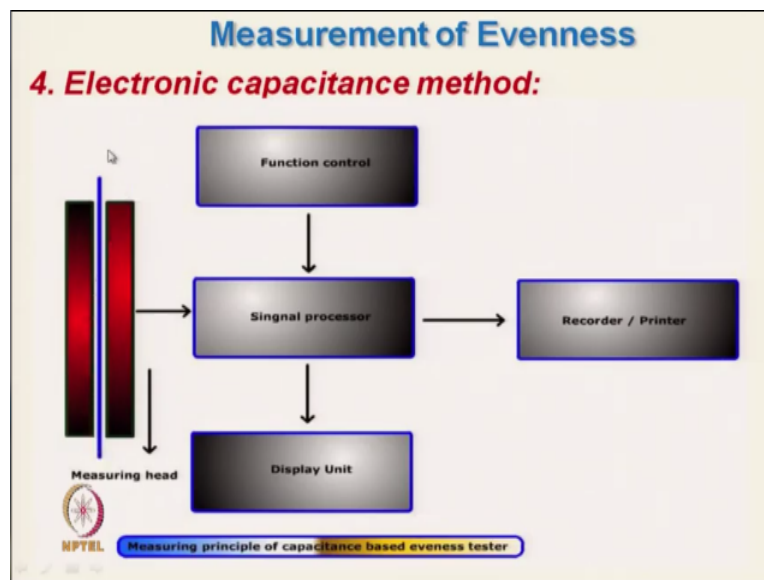 Measurement of Evenness
4. Electronic capacitance method:
Function control
Singnal processor
Recorder / Printer
Display Unit
Measuring head
NPTEL
Measuring principle of capacitance based eveness tester